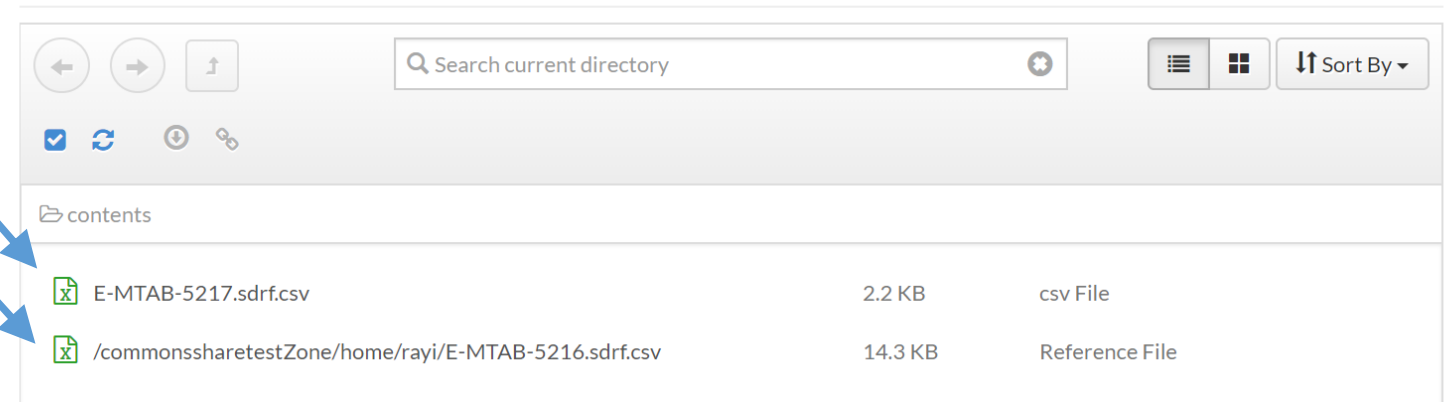 Search current directory
Sort By
contents
E-MTAB-5217.sdrf.csv 2.2 KB csv File
/commonssharetestZone/home/rayi/E-MTAB-5216.sdrf.csv 14.3 KB Reference File